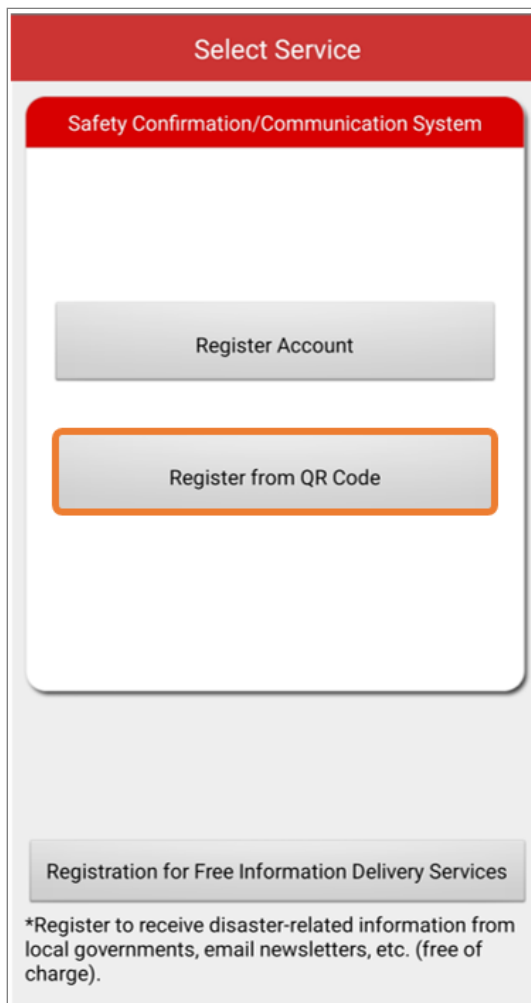 Select Service
Safety Confirmation/Communication System
Register Account
Register from QR Code
Registration for Free Information Delivery Services
*Register to receive disaster-related information from
local governments, email newsletters, etc. (free of
charge).